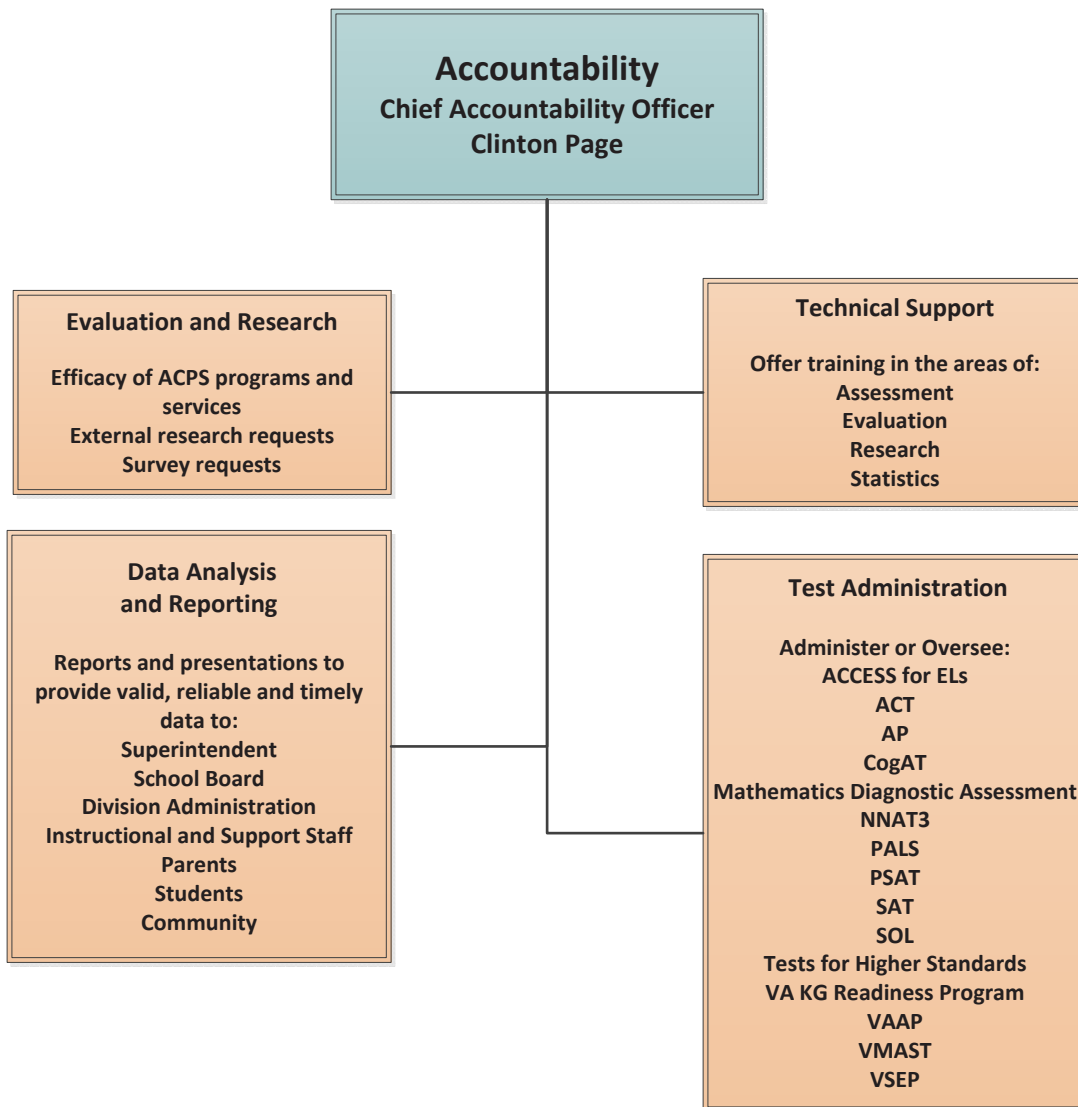 Accountability
Chief Accountability Officer
Clinton Page
Evaluation and Research
Efficacy of ACPS programs and
services
External research requests
Survey requests
Technical Support
Offer training in the areas of:
Assessment
Evaluation
Research
Statistics
Data Analysis
and Reporting
Reports and presentations to
provide valid, reliable and timely
data to:
Superintendent
School Board
Division Administration
Instructional and Support Staff
Parents
Students
Community
Test Administration
Administer or Oversee:
ACCESS for ELs
ACT
AP
CogAT
Mathematics Diagnostic Assessment
NNAT3
PALS
PSAT
SAT
SOL
Tests for Higher Standards
VA KG Readiness Program
VAAP
VMAST
VSEP